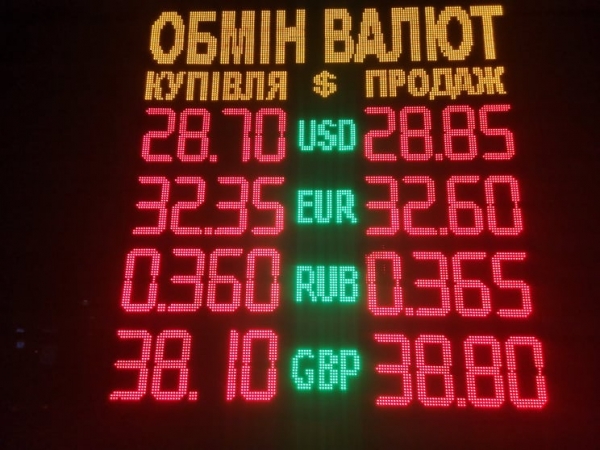 ОБМІН ВАЛЮТ
КУПІВЛЯ $ ПРОДАЖ
28.70 USD 28.85
32.35 EUR 32.60
0.360 RUB 0.365
38.10 GBP 38.80